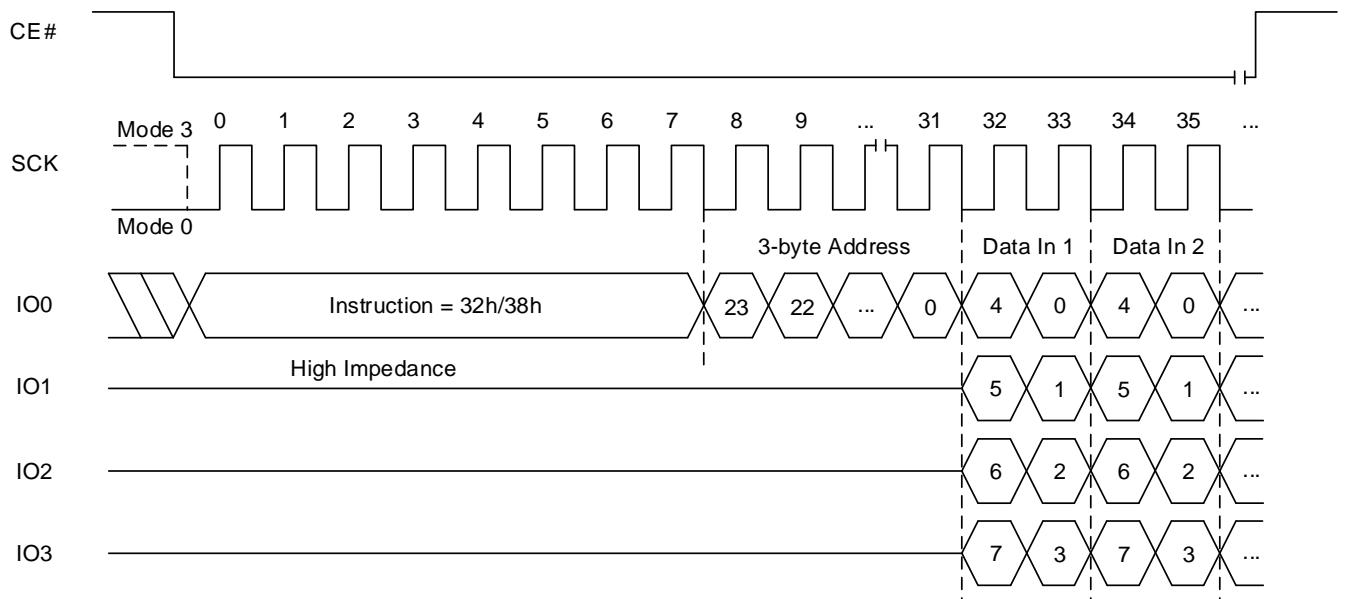 CE#
Mode 3 0 1 2 3 4 5 6 7 8 9 ... 31 32 33 34 35 ...
SCK
Mode 0
3-byte Address Data In 1 Data In 2
IO0 Instruction = 32h/38h 23 22 ... 0 4 0 4 0 ...
High Impedance
IO1 5 1 5 1 ...
IO2 6 2 6 2 ...
IO3 7 3 7 3 ...